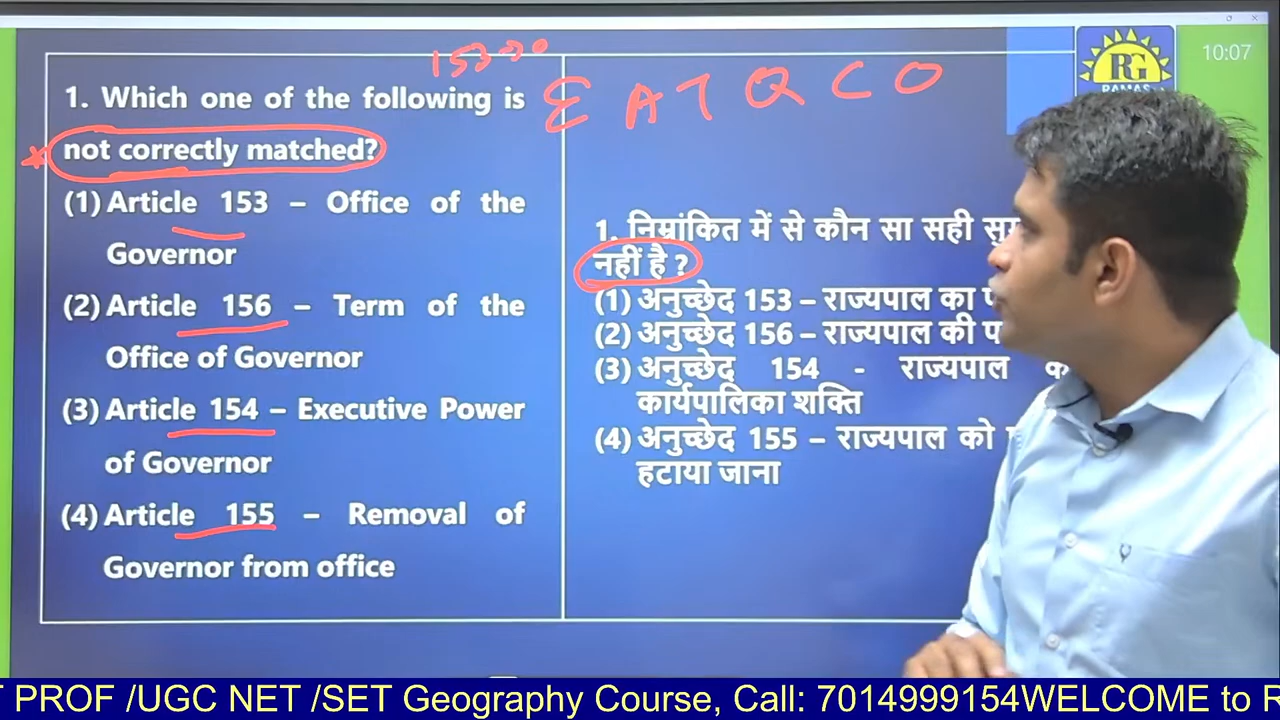 153 →
E A T Q C O
10:07
RG
1. Which one of the following is
not correctly matched?
(1) Article 153 – Office of the
Governor
(2) Article 156 – Term of the
Office of Governor
(3) Article 154 – Executive Power
of Governor
(4) Article 155 – Removal of
Governor from office
1. निम्नांकित में से कौन सा सही
नहीं है ?
(1) अनुच्छेद 153 – राज्यपाल का
(2) अनुच्छेद 156 – राज्यपाल की
(3) अनुच्छेद 154 - राज्यपाल
कार्यपालिका शक्ति
(4) अनुच्छेद 155 – राज्यपाल को
हटाया जाना
PROF /UGC NET /SET Geography Course, Call: 7014999154WELCOME to